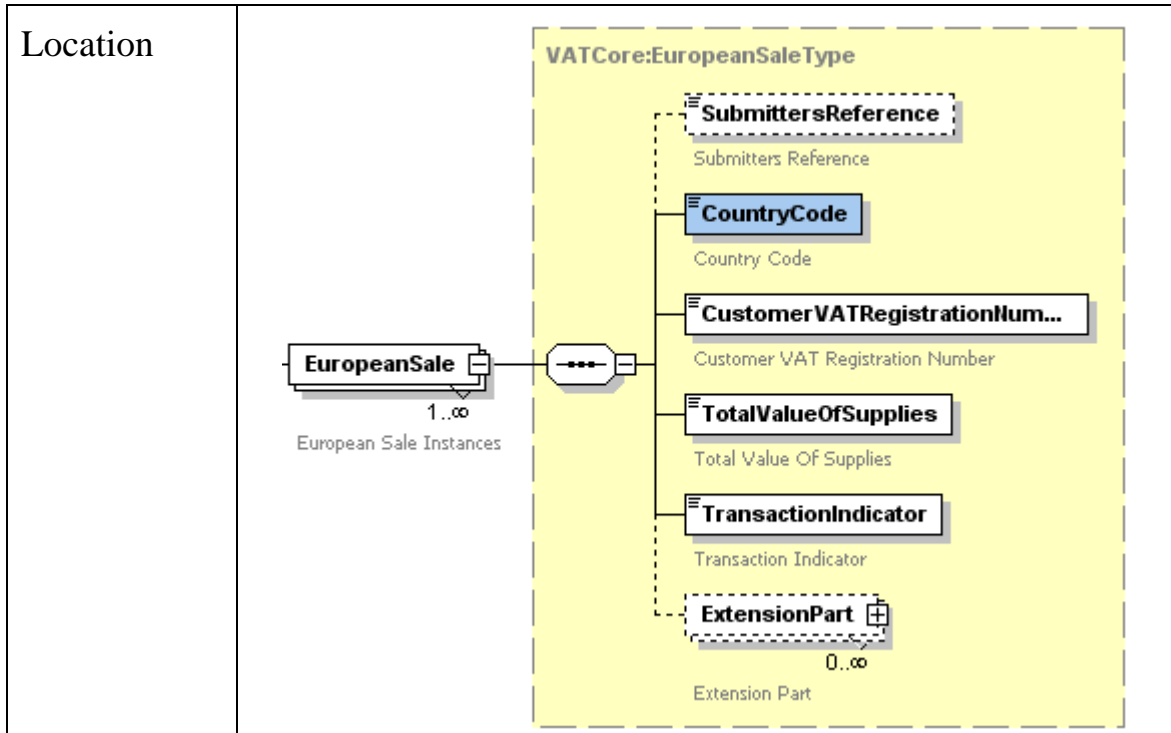 Location
VATCore:EuropeanSaleType
SubmittersReference
Submitters Reference
CountryCode
Country Code
CustomerVATRegistrationNum...
Customer VAT Registration Number
EuropeanSale
1..∞
European Sale Instances
TotalValueOfSupplies
Total Value Of Supplies
TransactionIndicator
Transaction Indicator
ExtensionPart
0..∞
Extension Part